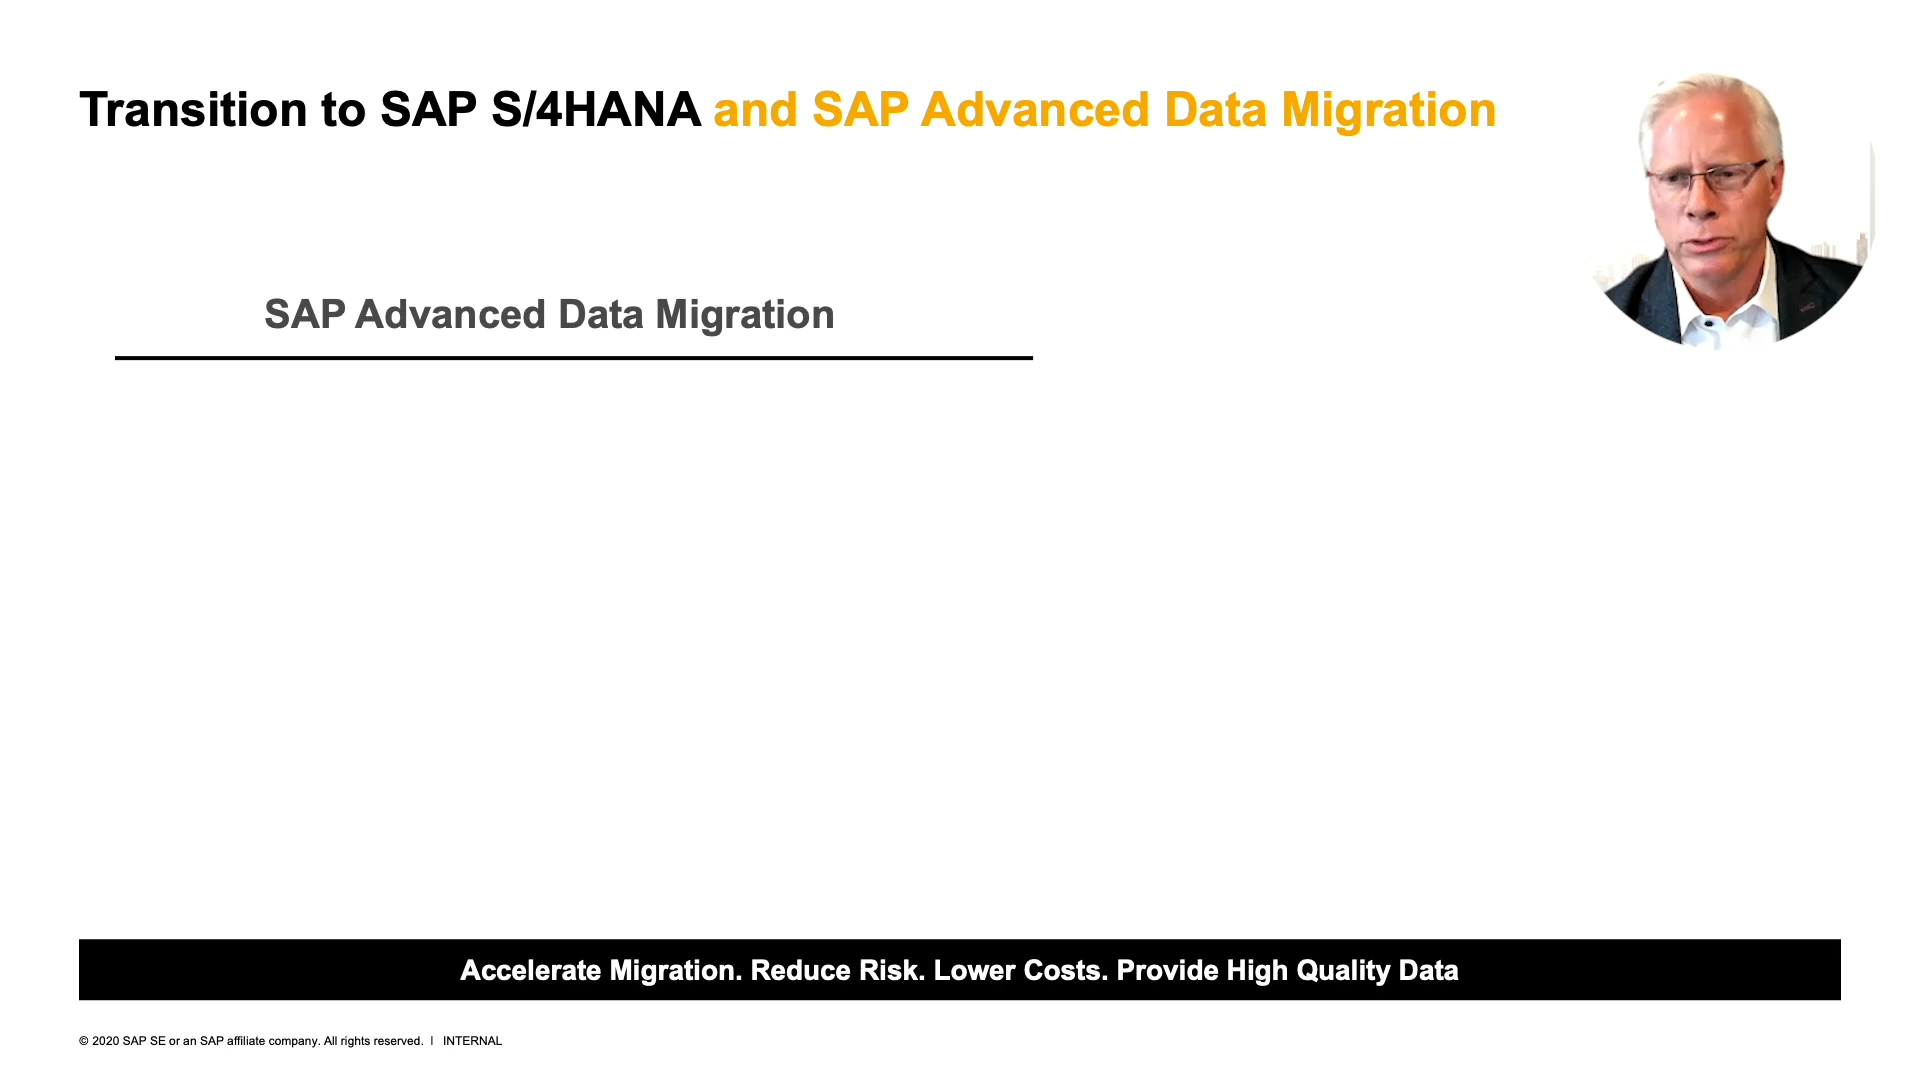 Transition to SAP S/4HANA and SAP Advanced Data Migration
SAP Advanced Data Migration
Accelerate Migration. Reduce Risk. Lower Costs. Provide High Quality Data
© 2020 SAP SE or an SAP affiliate company. All rights reserved. | INTERNAL